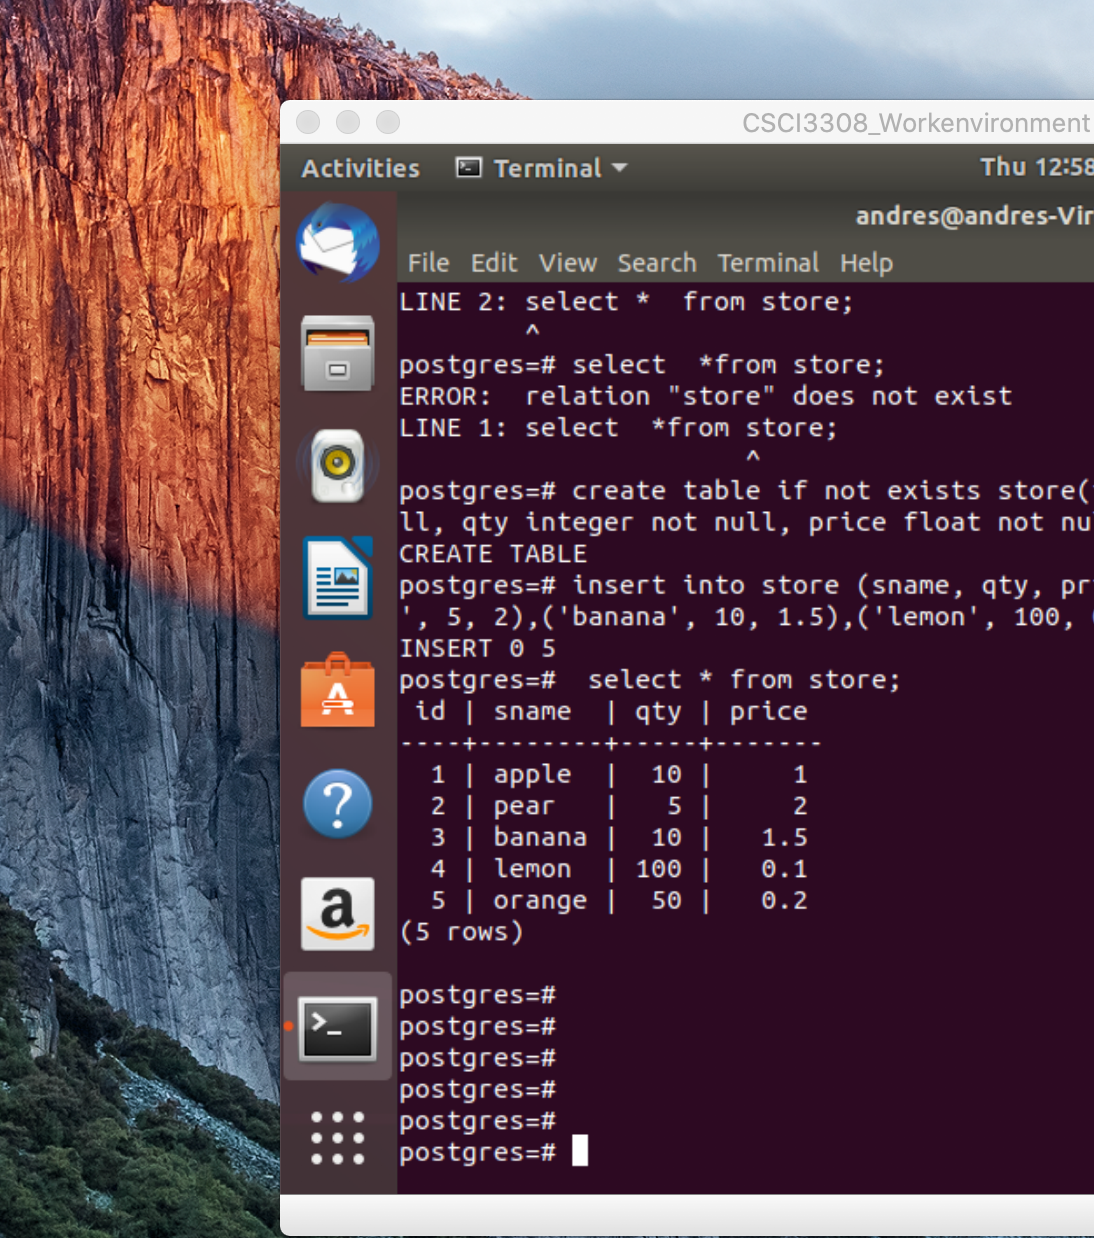 CSCI3308_Workenvironment
Activities Terminal Thu 12:58
andres@andres-Vir
File Edit View Search Terminal Help
LINE 2: select *  from store;
^
postgres=# select  *from store;
ERROR:  relation "store" does not exist
LINE 1: select  *from store;
^
postgres=# create table if not exists store(
ll, qty integer not null, price float not nu
CREATE TABLE
postgres=# insert into store (sname, qty, pr
', 5, 2),('banana', 10, 1.5),('lemon', 100,
INSERT 0 5
postgres=#  select * from store;
 id | sname  | qty | price
----+--------+-----+-------
  1 | apple  |  10 |     1
  2 | pear   |   5 |     2
  3 | banana |  10 |   1.5
  4 | lemon  | 100 |   0.1
  5 | orange |  50 |   0.2
(5 rows)
postgres=#
postgres=#
postgres=#
postgres=#
postgres=#
postgres=#